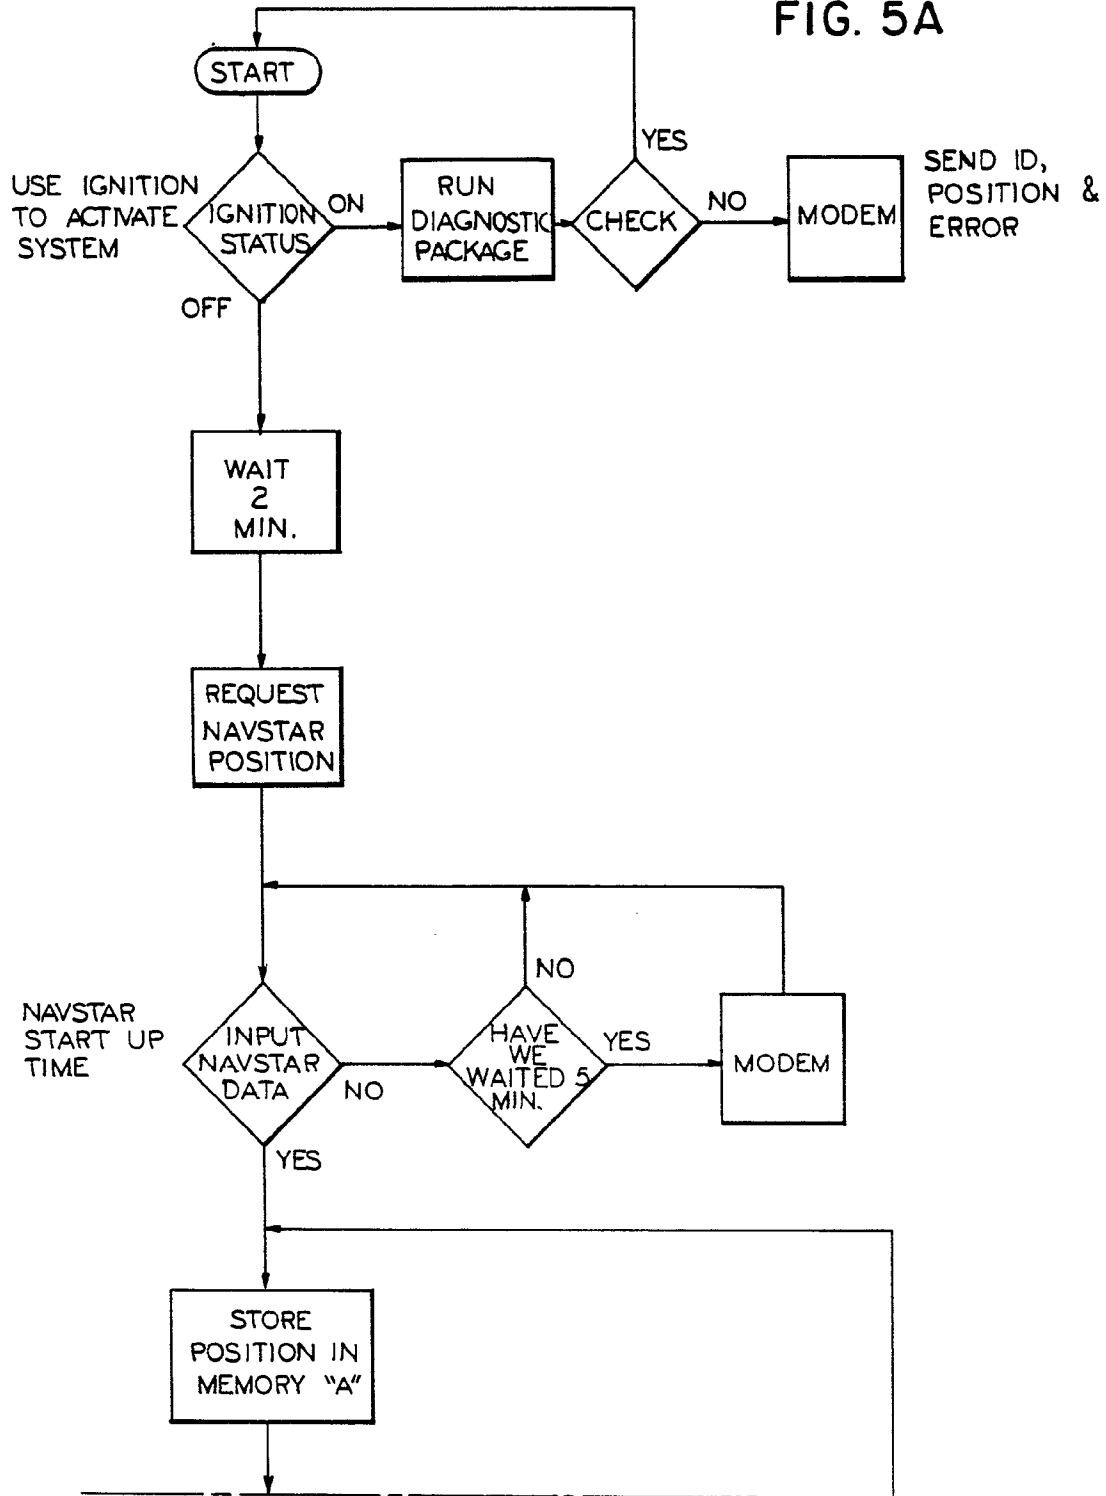 FIG. 5A
START
YES
USE IGNITION
TO ACTIVATE
SYSTEM
IGNITION
STATUS
ON
OFF
RUN
DIAGNOSTIC
PACKAGE
CHECK
NO
MODEM
SEND ID,
POSITION &
ERROR
WAIT
2
MIN.
REQUEST
NAVSTAR
POSITION
NAVSTAR
START UP
TIME
INPUT
NAVSTAR
DATA
NO
HAVE
WE
WAITED 5
MIN.
NO
YES
MODEM
YES
STORE
POSITION IN
MEMORY "A"